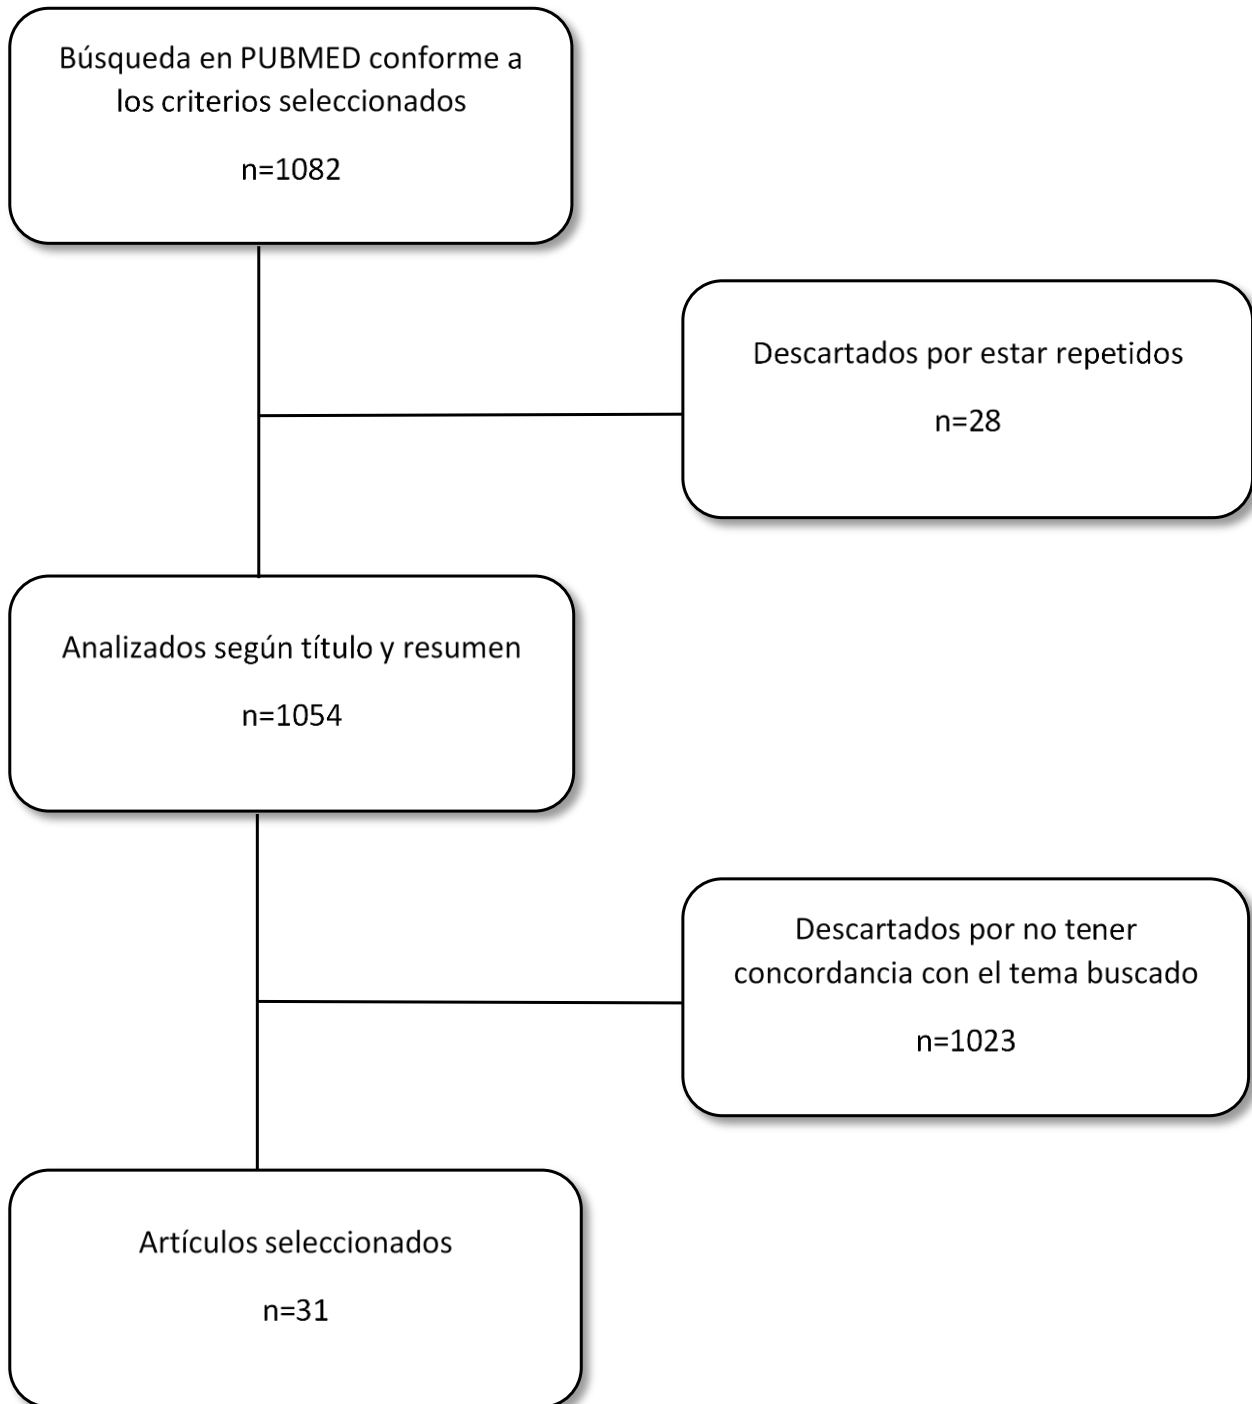 Búsqueda en PUBMED conforme a
los criterios seleccionados
n=1082
Descartados por estar repetidos
n=28
Analizados según título y resumen
n=1054
Descartados por no tener
concordancia con el tema buscado
n=1023
Artículos seleccionados
n=31